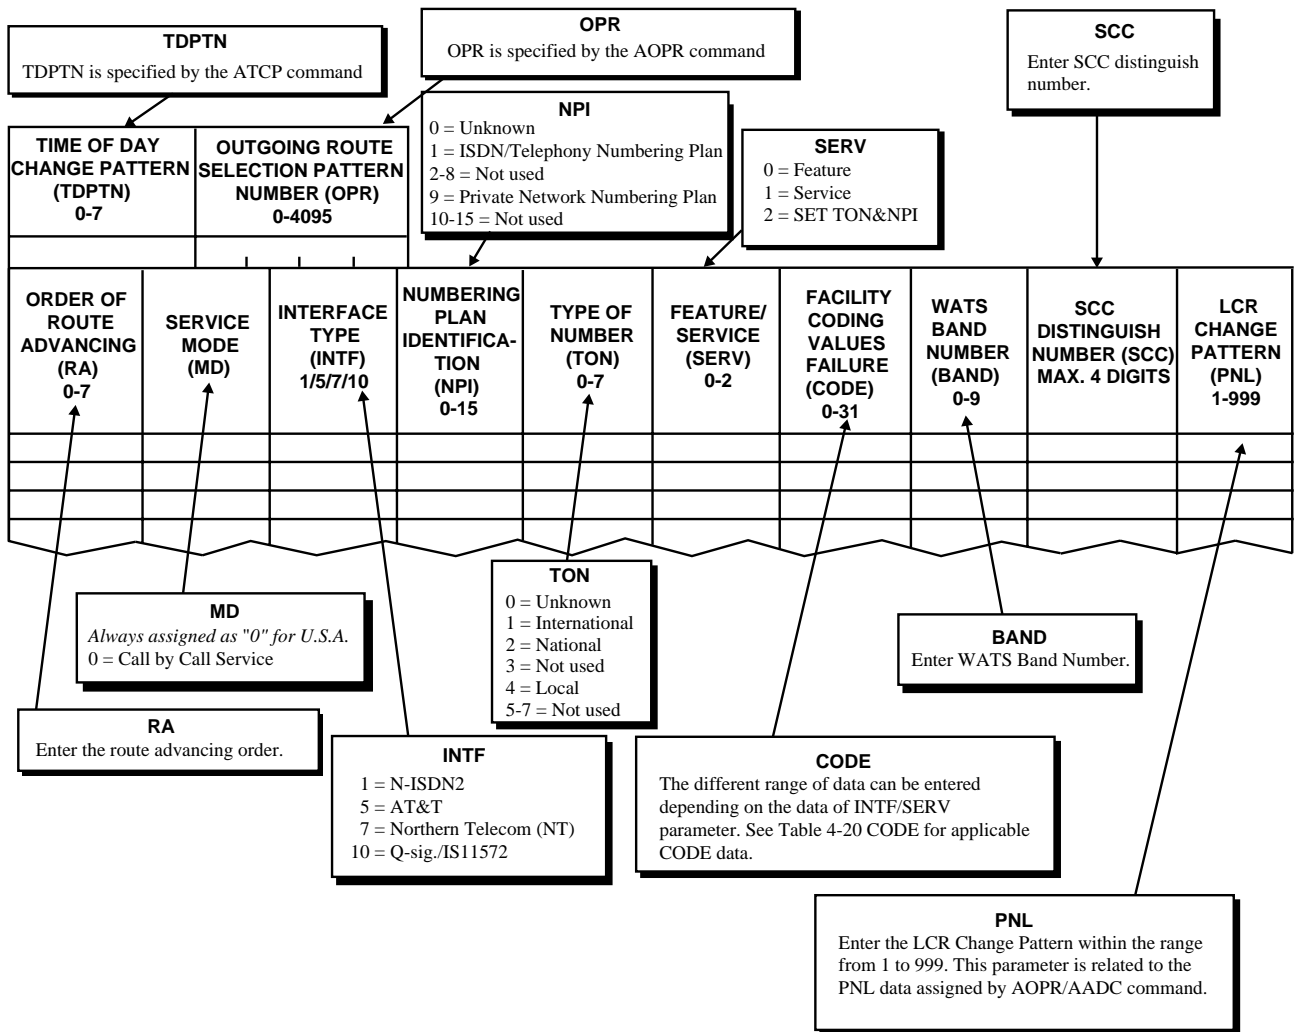 TDPTN
TDPTN is specified by the ATCP command
OPR
OPR is specified by the AOPR command
SCC
Enter SCC distinguish
number.
NPI
0 = Unknown
1 = ISDN/Telephony Numbering Plan
2-8 = Not used
9 = Private Network Numbering Plan
10-15 = Not used
SERV
0 = Feature
1 = Service
2 = SET TON&NPI
TIME OF DAY
CHANGE PATTERN
(TDPTN)
0-7
OUTGOING ROUTE
SELECTION PATTERN
NUMBER (OPR)
0-4095
ORDER OF
ROUTE
ADVANCING
(RA)
0-7
SERVICE
MODE
(MD)
INTERFACE
TYPE
(INTF)
1/5/7/10
NUMBERING
PLAN
IDENTIFICA-
TION
(NPI)
0-15
TYPE OF
NUMBER
(TON)
0-7
FEATURE/
SERVICE
(SERV)
0-2
FACILITY
CODING
VALUES
FAILURE
(CODE)
0-31
WATS
BAND
NUMBER
(BAND)
0-9
SCC
DISTINGUISH
NUMBER (SCC)
MAX. 4 DIGITS
LCR
CHANGE
PATTERN
(PNL)
1-999
MD
Always assigned as "0" for U.S.A.
0 = Call by Call Service
TON
0 = Unknown
1 = International
2 = National
3 = Not used
4 = Local
5-7 = Not used
BAND
Enter WATS Band Number.
RA
Enter the route advancing order.
INTF
1 = N-ISDN2
5 = AT&T
7 = Northern Telecom (NT)
10 = Q-sig./IS11572
CODE
The different range of data can be entered
depending on the data of INTF/SERV
parameter. See Table 4-20 CODE for applicable
CODE data.
PNL
Enter the LCR Change Pattern within the range
from 1 to 999. This parameter is related to the
PNL data assigned by AOPR/AADC command.